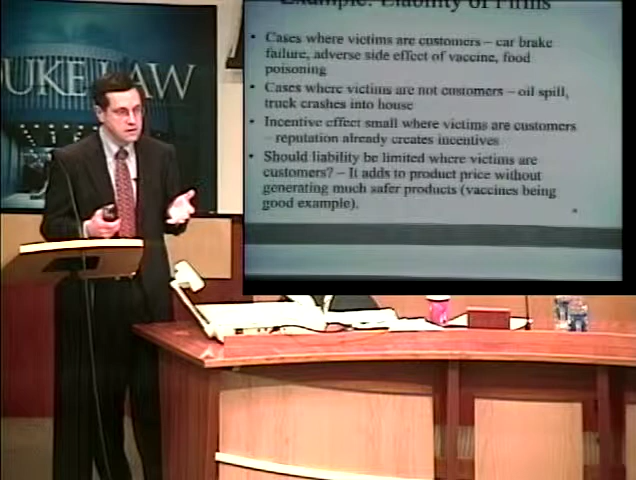 Example: Liability of Firms
• Cases where victims are customers – car brake
failure, adverse side effect of vaccine, food
poisoning
• Cases where victims are not customers – oil spill,
truck crashes into house
• Incentive effect small where victims are customers
– reputation already creates incentives
• Should liability be limited where victims are
customers? – It adds to product price without
generating much safer products (vaccines being
good example).
DUKE LAW